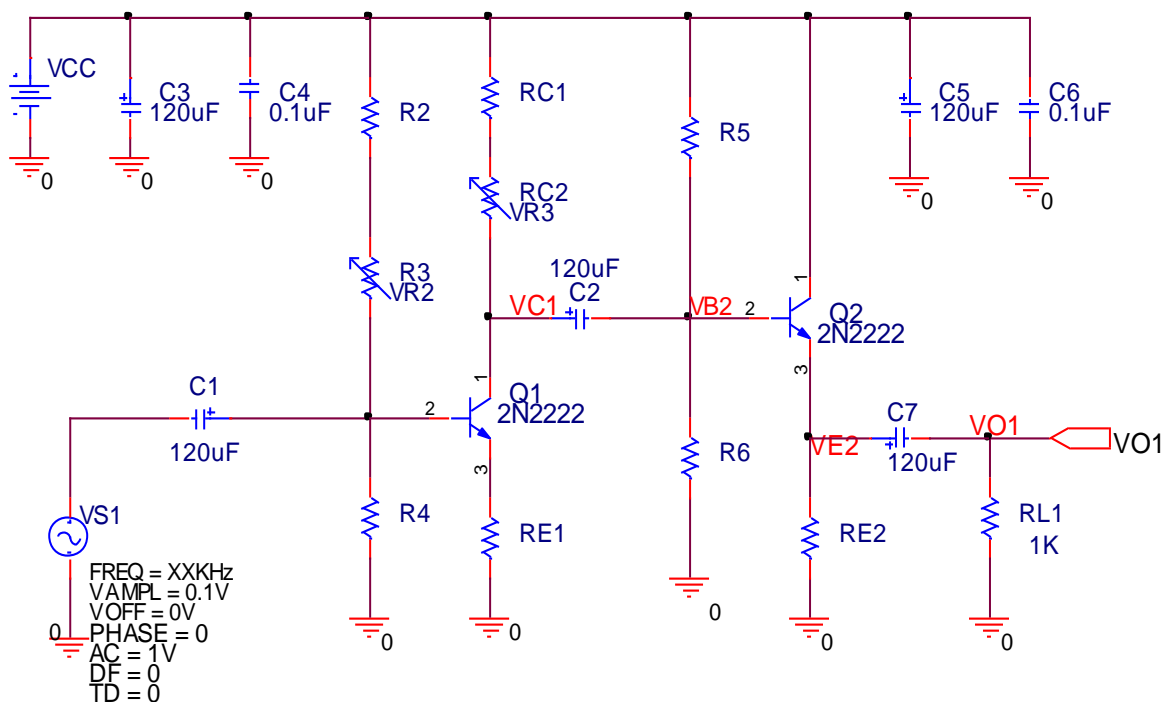 VCC
C3
120uF
C4
0.1uF
R2
RC1
R5
C5
120uF
C6
0.1uF
0
0
0
RC2
VR3
0
0
R3
VR2
120uF
C2
VC1
VB2
1
2
Q2
2N2222
3
C1
120uF
1
2
Q1
2N2222
3
R6
VE2
C7
120uF
VO1
VO1
VS1
R4
RE1
RE2
RL1
1K
FREQ = XXKHz
VAMPL = 0.1V
VOFF = 0V
PHASE = 0
AC = 1V
DF = 0
TD = 0
0
0
0
0
0
0